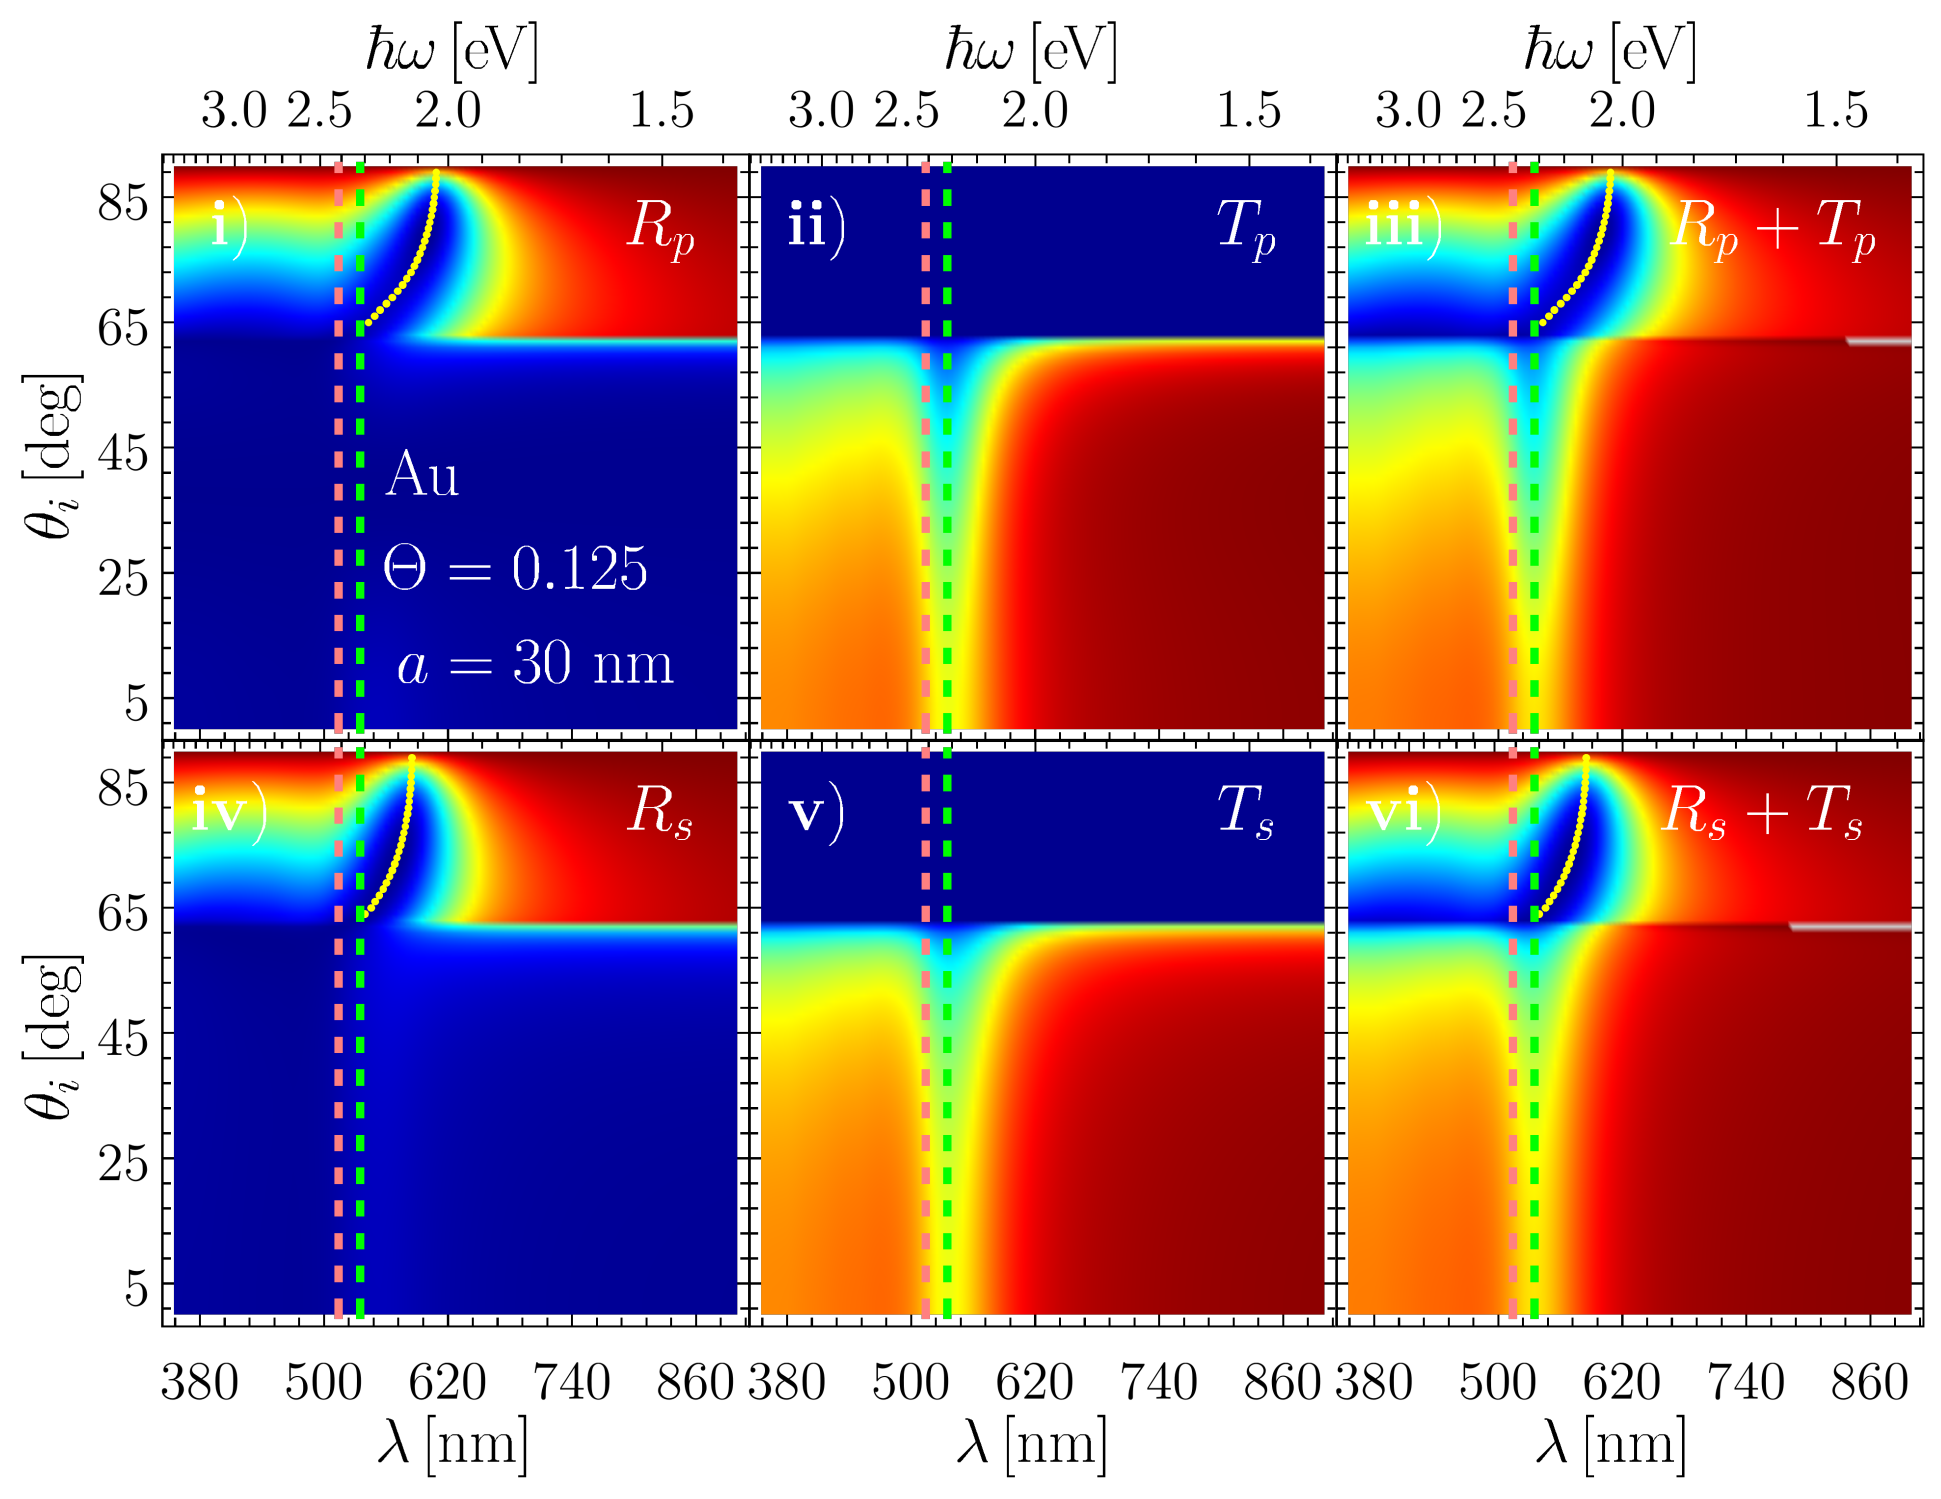 ℏω [eV] ℏω [eV] ℏω [eV]
3.0 2.5 2.0 1.5 3.0 2.5 2.0 1.5 3.0 2.5 2.0 1.5
i) R_p ii) T_p iii) R_p + T_p
85
65
45
25
5
θ_i [deg]
Au
Θ = 0.125
a = 30 nm
iv) R_s v) T_s vi) R_s + T_s
85
65
45
25
5
θ_i [deg]
380 500 620 740 860 380 500 620 740 860 380 500 620 740 860
λ [nm] λ [nm] λ [nm]